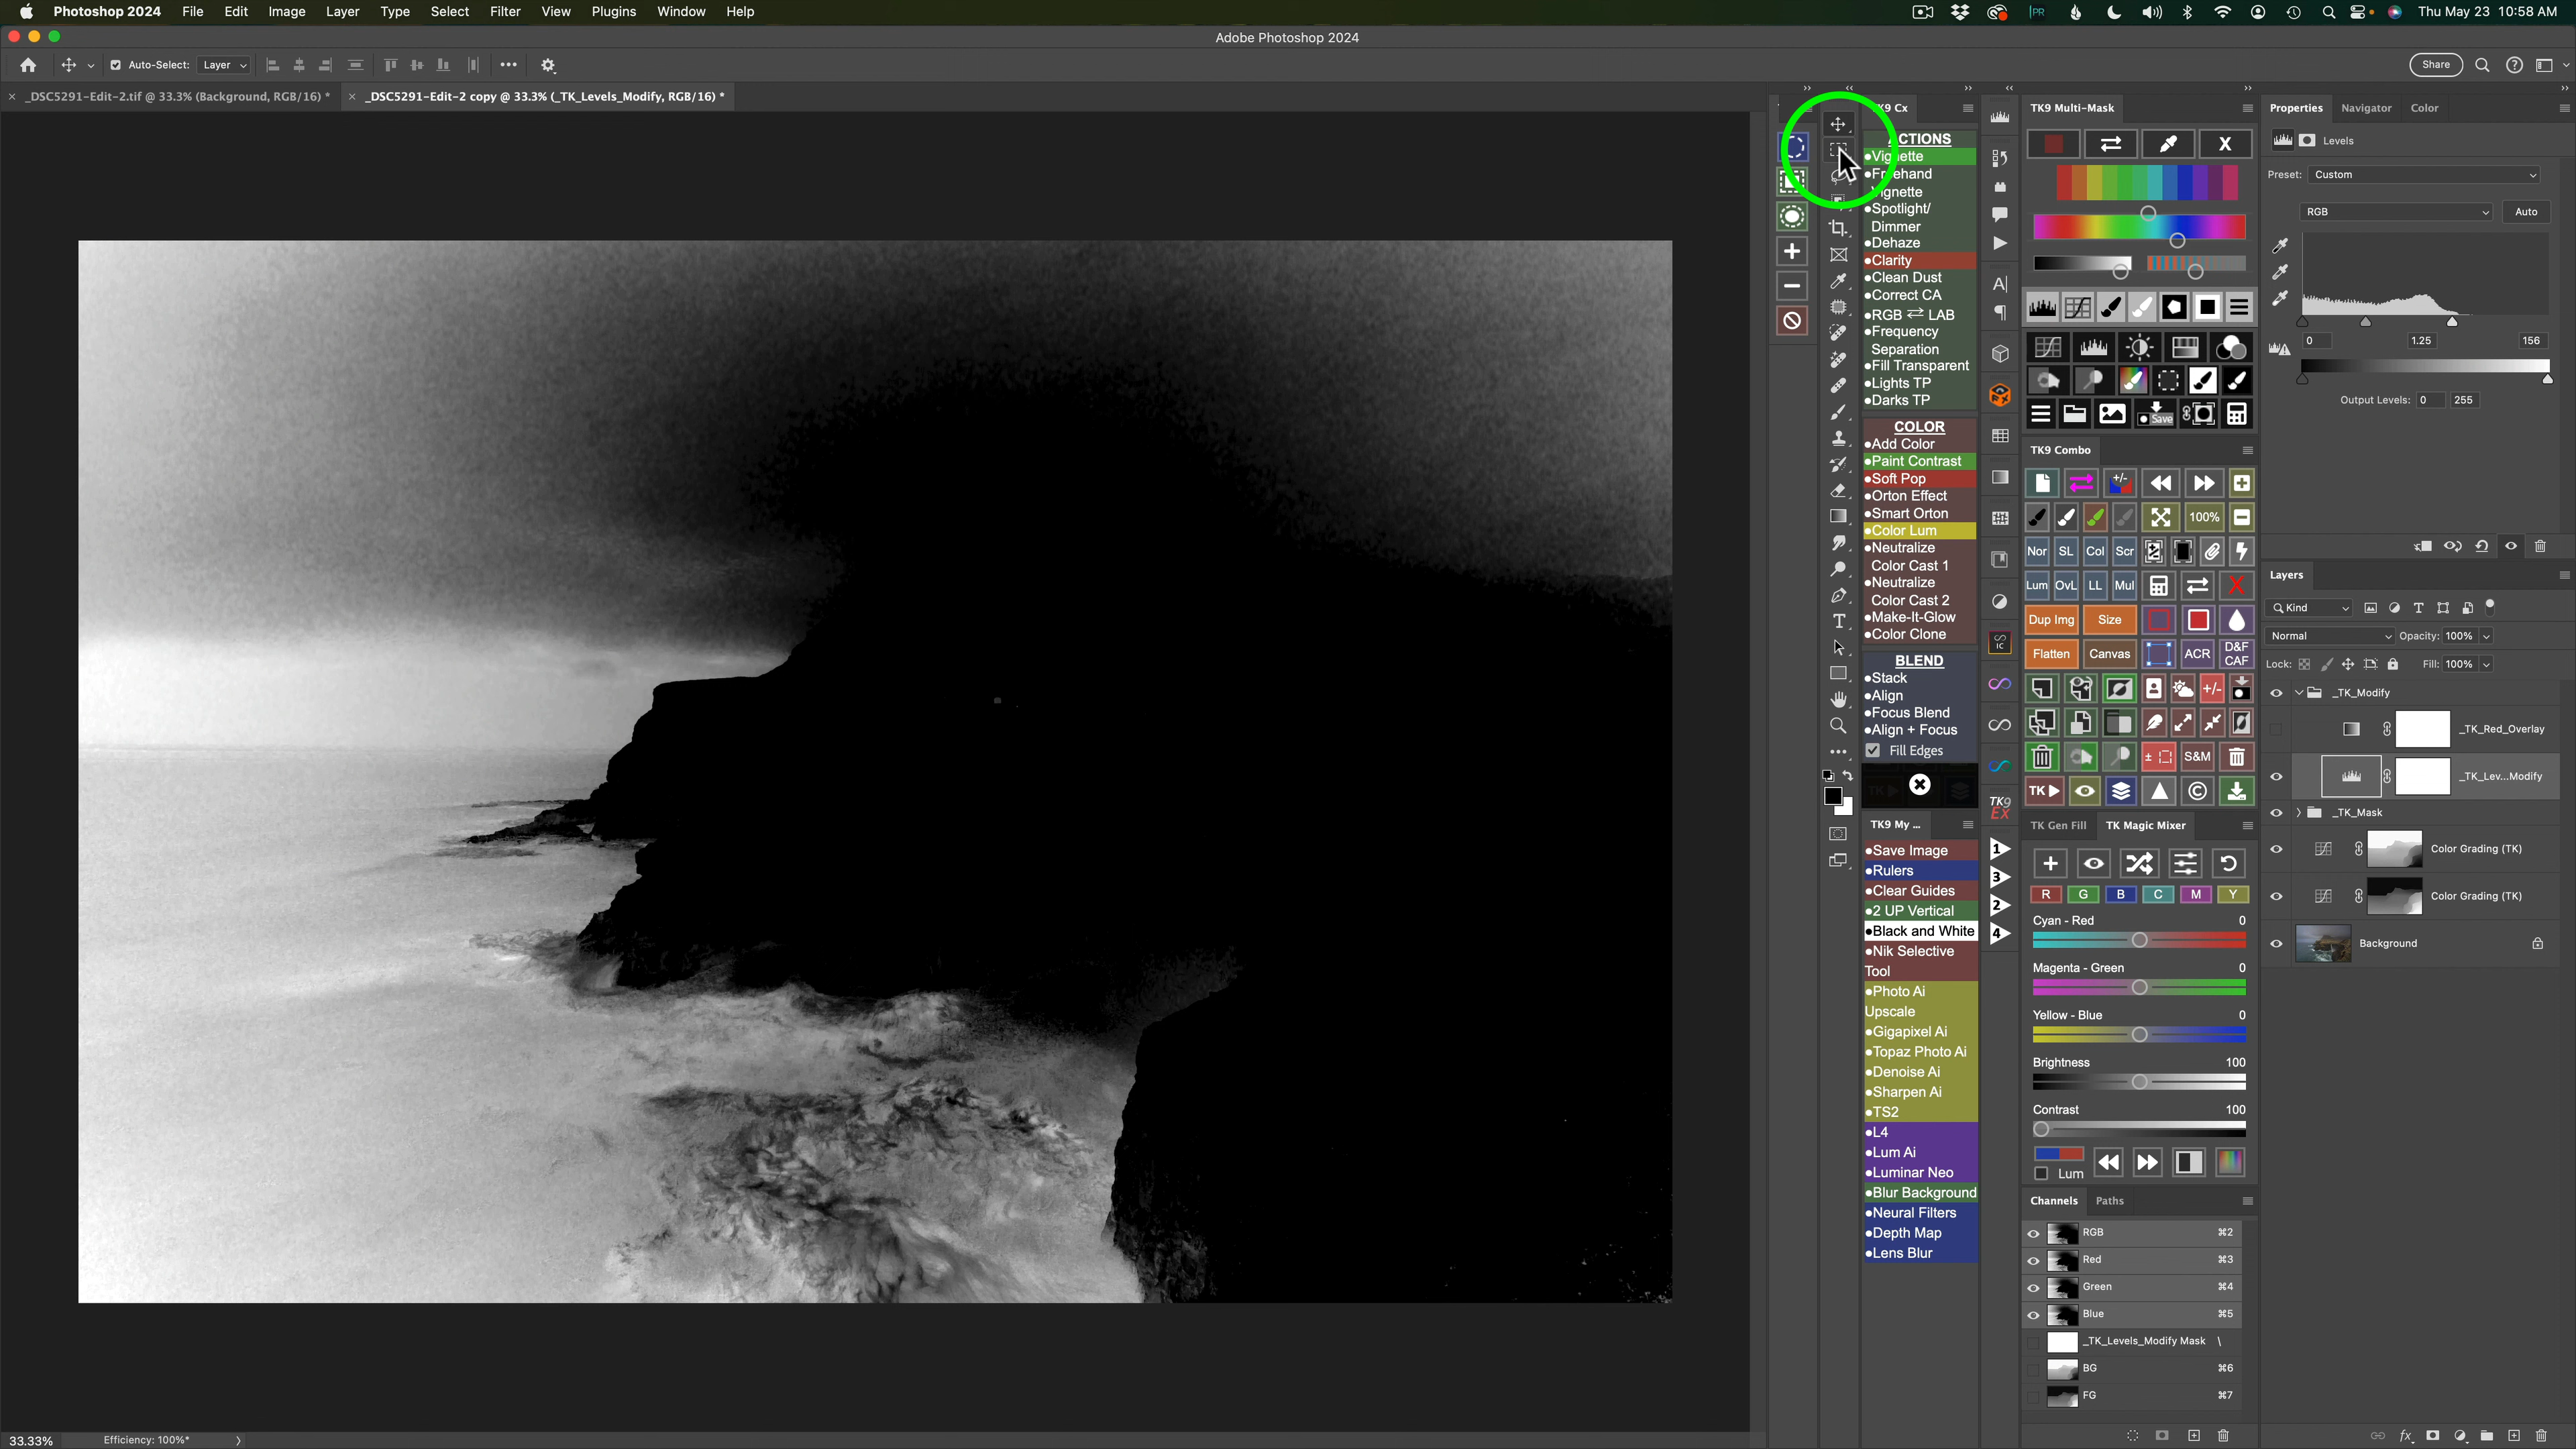 Photoshop 2024 File Edit Image Layer Type Select Filter View Plugins Window Help
Thu May 23 10:58 AM
Adobe Photoshop 2024
Auto-Select: Layer
Share
_DSC5291-Edit-2.tif @ 33.3% (Background, RGB/16) *
_DSC5291-Edit-2 copy @ 33.3% (_TK_Levels_Modify, RGB/16) *
K9 Cx
ACTIONS
●Vignette
●Freehand
Vignette
●Spotlight/
Dimmer
●Dehaze
●Clarity
●Clean Dust
●Correct CA
●RGB ⇄ LAB
●Frequency
Separation
●Fill Transparent
●Lights TP
●Darks TP
COLOR
●Add Color
●Paint Contrast
●Soft Pop
●Orton Effect
●Smart Orton
●Color Lum
●Neutralize
Color Cast 1
●Neutralize
Color Cast 2
●Make-It-Glow
●Color Clone
BLEND
●Stack
●Align
●Focus Blend
●Align + Focus
Fill Edges
TK9 My ...
●Save Image
●Rulers
●Clear Guides
●2 UP Vertical
●Black and White
●Nik Selective
Tool
●Photo Ai
Upscale
●Gigapixel Ai
●Topaz Photo Ai
●Denoise Ai
●Sharpen Ai
●TS2
●L4
●Lum Ai
●Luminar Neo
●Blur Background
●Neural Filters
●Depth Map
●Lens Blur
TK9
EX
1
3
2
4
TK9 Multi-Mask
X
Save
TK9 Combo
+/-
100%
Nor SL Col Scr
Lum OvL LL Mul
Dup Img Size
Flatten Canvas ACR D&F
CAF
+/-
S&M
TK
TK Gen Fill TK Magic Mixer
R G B C M Y
Cyan - Red 0
Magenta - Green 0
Yellow - Blue 0
Brightness 100
Contrast 100
Lum
Channels Paths
RGB ⌘2
Red ⌘3
Green ⌘4
Blue ⌘5
_TK_Levels_Modify Mask \
BG ⌘6
FG ⌘7
Properties Navigator Color
Levels
Preset: Custom
RGB Auto
0 1.25 156
Output Levels: 0 255
Layers
Kind
Normal Opacity: 100%
Lock: Fill: 100%
_TK_Modify
_TK_Red_Overlay
_TK_Lev...Modify
_TK_Mask
Color Grading (TK)
Color Grading (TK)
Background
33.33% Efficiency: 100%*
fx